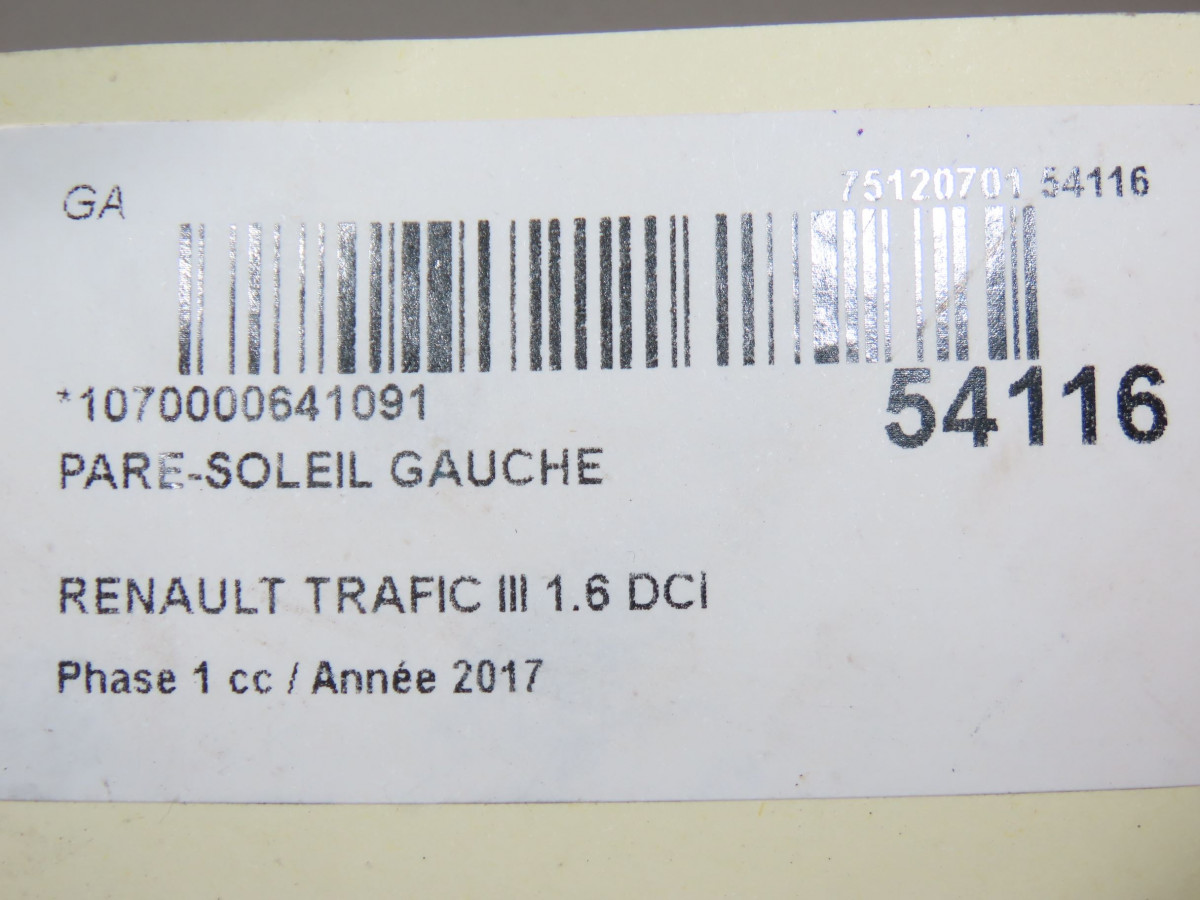 GA
75120701 54116
*1070000641091
54116
PARE-SOLEIL GAUCHE
RENAULT TRAFIC III 1.6 DCI
Phase 1 cc / Année 2017